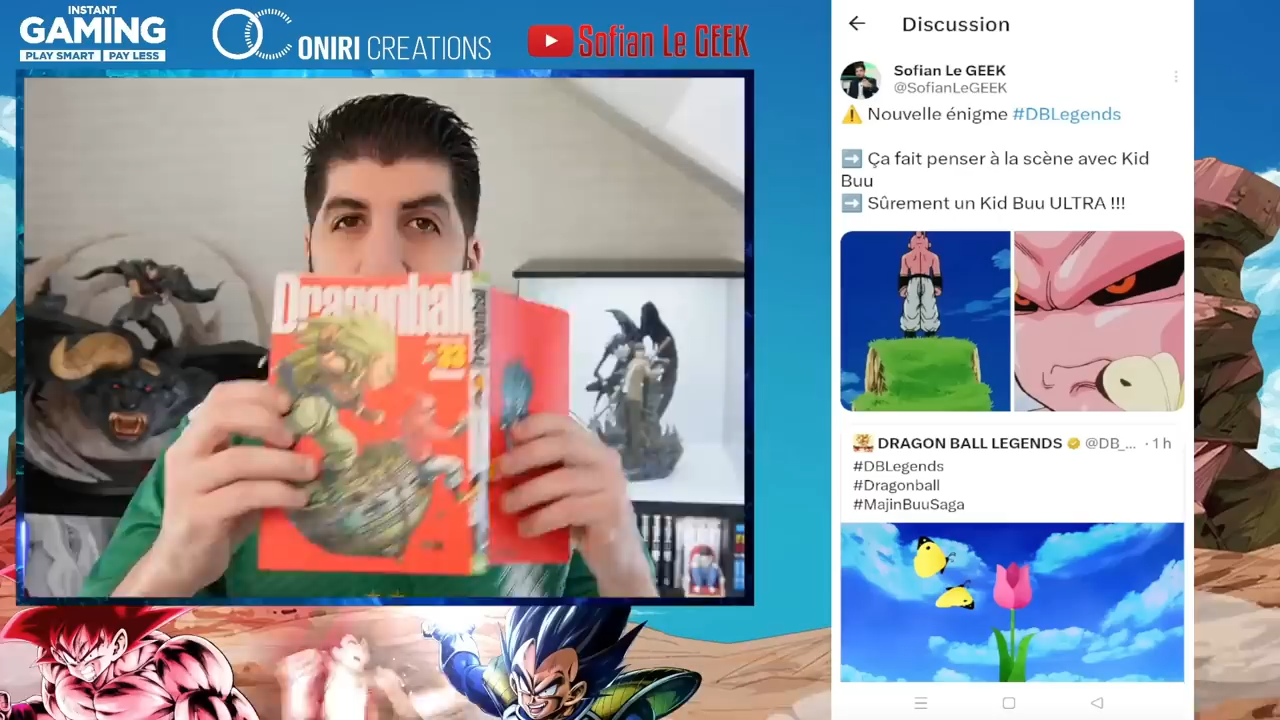 INSTANT
GAMING
PLAY SMART | PAY LESS
ONIRI CREATIONS
Sofian Le GEEK
Dragonball
33
Discussion
Sofian Le GEEK
@SofianLeGEEK
⚠️ Nouvelle énigme #DBLegends
➡️ Ça fait penser à la scène avec Kid
Buu
➡️ Sûrement un Kid Buu ULTRA !!!
DRAGON BALL LEGENDS @DB_... · 1 h
#DBLegends
#Dragonball
#MajinBuuSaga